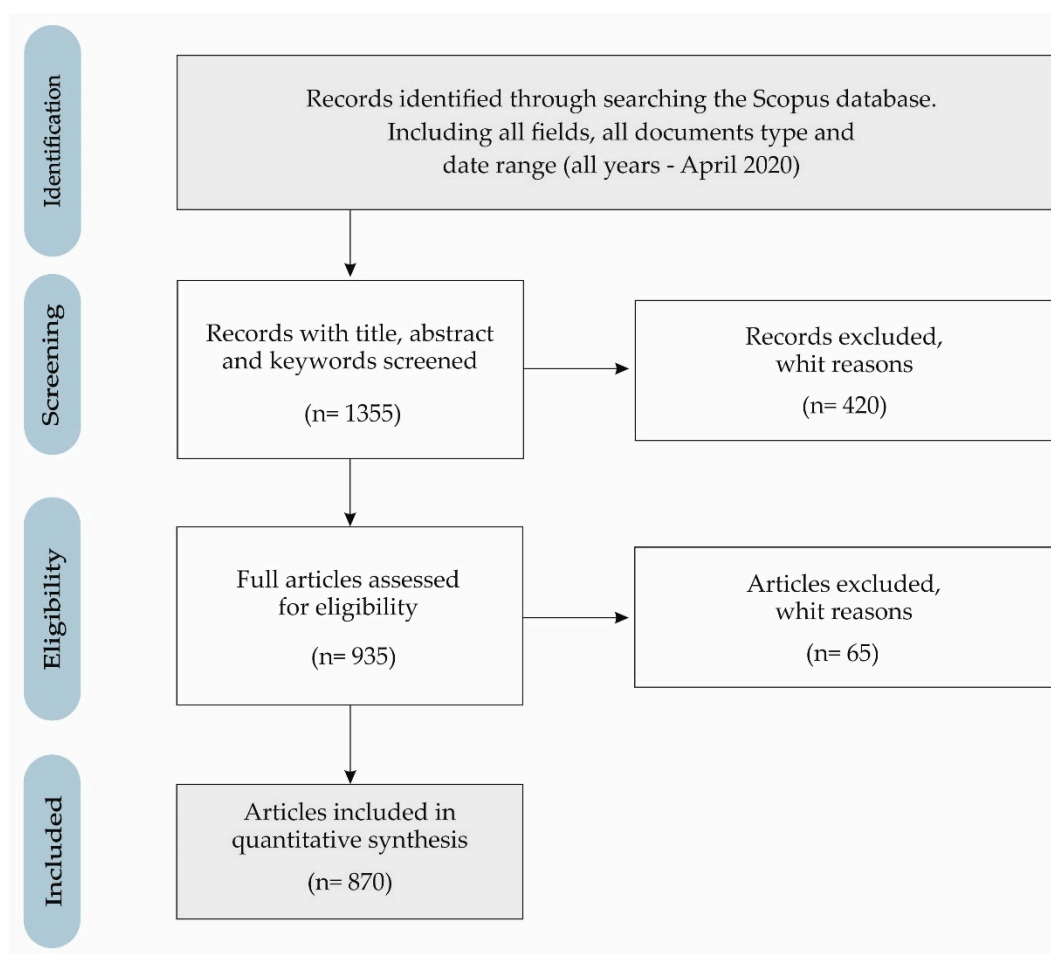 Identification
Records identified through searching the Scopus database.
Including all fields, all documents type and
date range (all years - April 2020)
Screening
Records with title, abstract
and keywords screened
(n= 1355)
Records excluded,
whit reasons
(n= 420)
Eligibility
Full articles assessed
for eligibility
(n= 935)
Articles excluded,
whit reasons
(n= 65)
Included
Articles included in
quantitative synthesis
(n= 870)